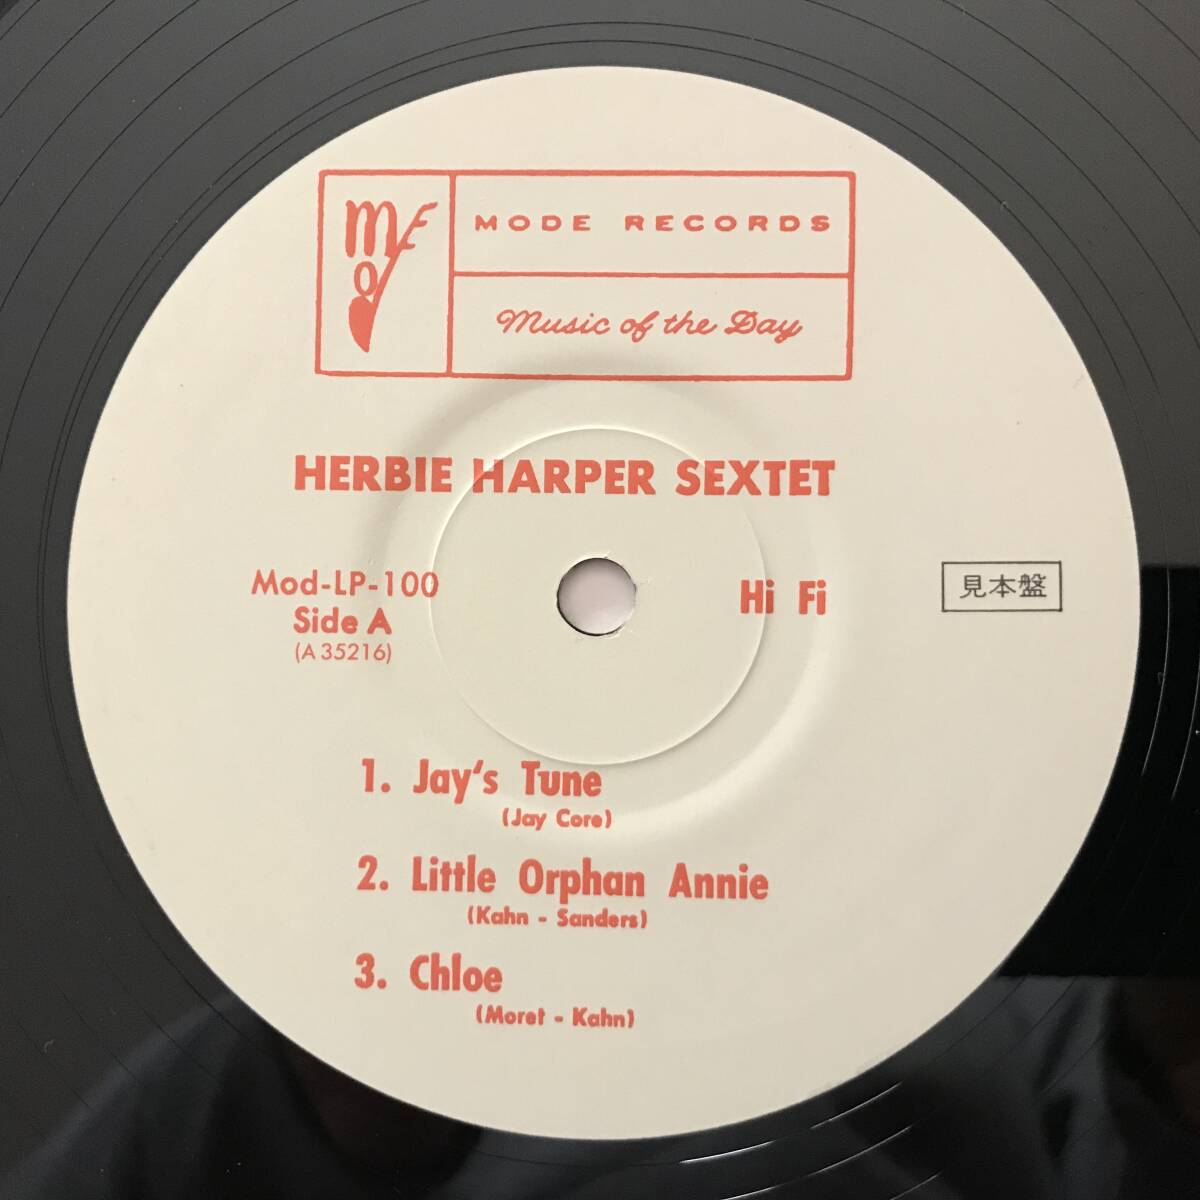 mode
MODE RECORDS
Music of the Day
HERBIE HARPER SEXTET
Mod-LP-100
Side A
(A 35216)
Hi Fi
見本盤
1. Jay's Tune
(Jay Core)
2. Little Orphan Annie
(Kahn - Sanders)
3. Chloe
(Moret - Kahn)